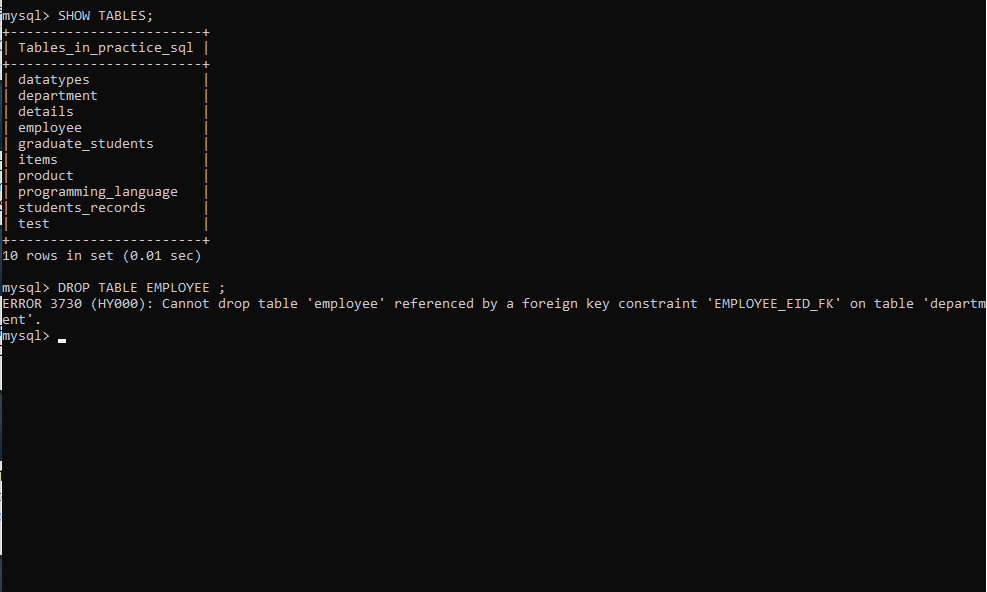 mysql> SHOW TABLES;
+------------------------+
| Tables_in_practice_sql |
+------------------------+
| datatypes              |
| department             |
| details                |
| employee               |
| graduate_students      |
| items                  |
| product                |
| programming_language   |
| students_records       |
| test                   |
+------------------------+
10 rows in set (0.01 sec)

mysql> DROP TABLE EMPLOYEE ;
ERROR 3730 (HY000): Cannot drop table 'employee' referenced by a foreign key constraint 'EMPLOYEE_EID_FK' on table 'departm
ent'.
mysql>